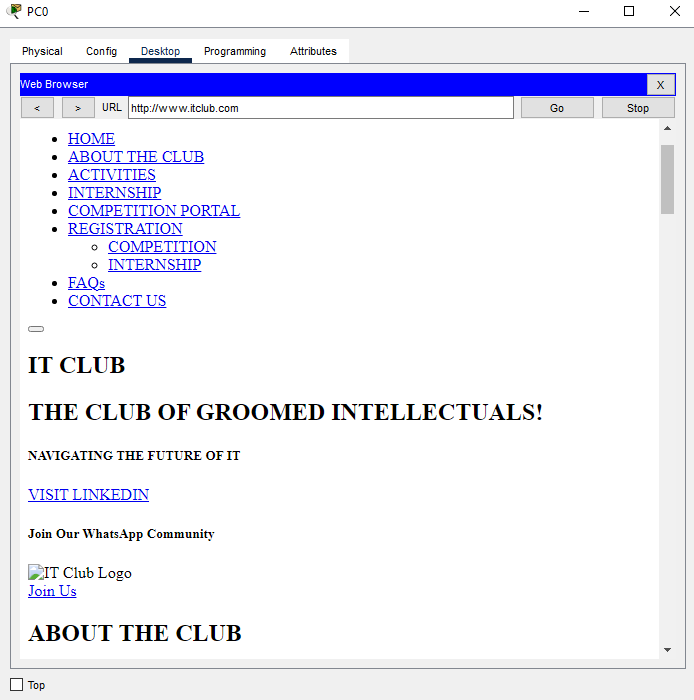 PC0
Physical Config Desktop Programming Attributes
Web Browser X
< > URL http://www.itclub.com Go Stop
HOME
ABOUT THE CLUB
ACTIVITIES
INTERNSHIP
COMPETITION PORTAL
REGISTRATION
COMPETITION
INTERNSHIP
FAQs
CONTACT US
IT CLUB
THE CLUB OF GROOMED INTELLECTUALS!
NAVIGATING THE FUTURE OF IT
VISIT LINKEDIN
Join Our WhatsApp Community
IT Club Logo
Join Us
ABOUT THE CLUB
Top